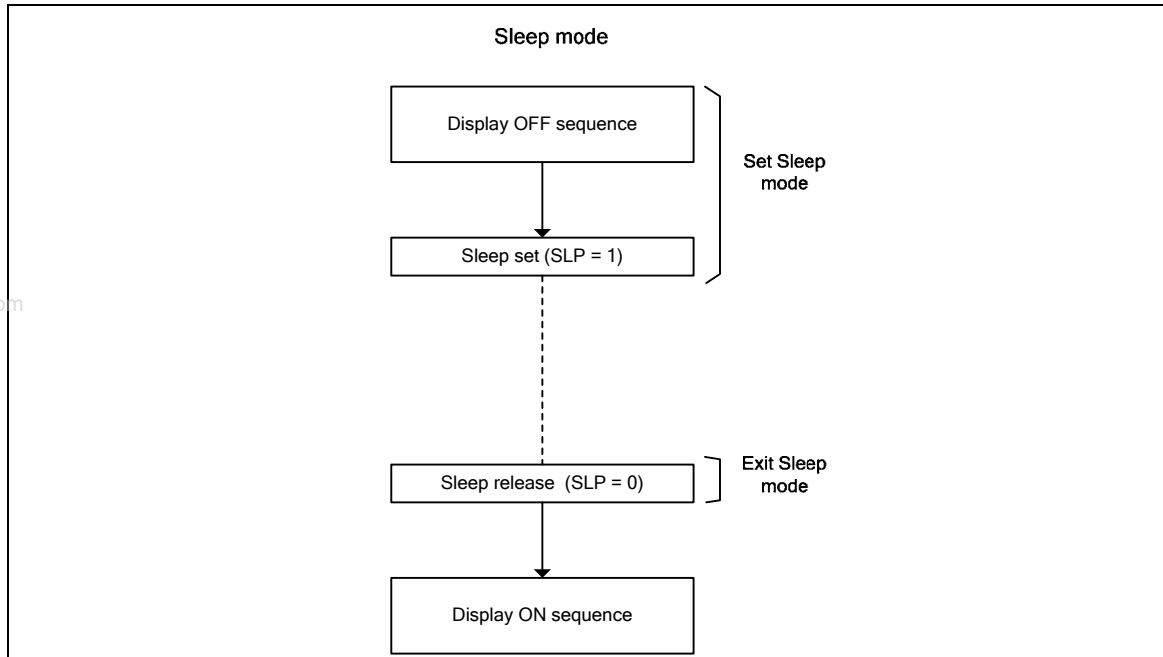 Sleep mode
Display OFF sequence
Set Sleep
mode
Sleep set (SLP = 1)
om
Exit Sleep
mode
Sleep release (SLP = 0)
Display ON sequence